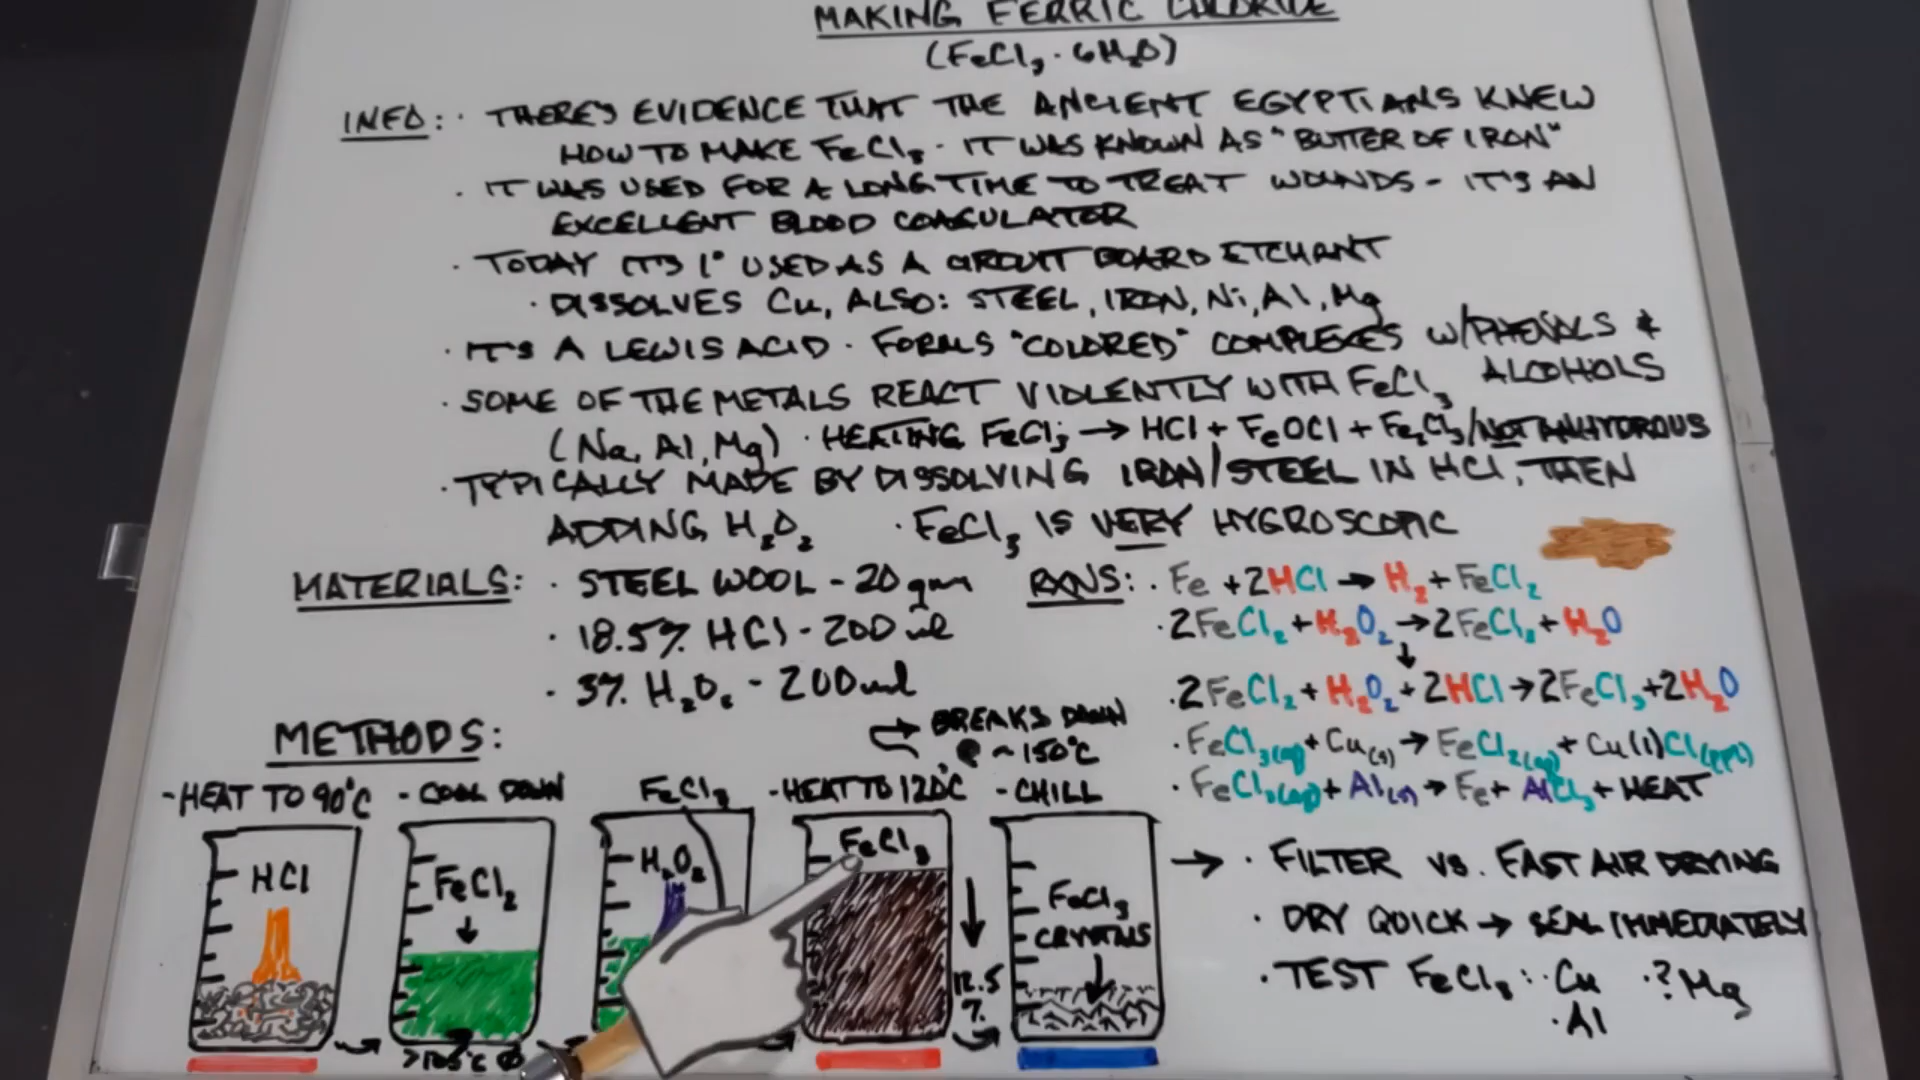 MAKING FERRIC CHLORIDE
(FeCl₃ · 6H₂O)
INFO: · THERE'S EVIDENCE THAT THE ANCIENT EGYPTIANS KNEW
HOW TO MAKE FeCl₃ · IT WAS KNOWN AS "BUTTER OF IRON"
· IT WAS USED FOR A LONG TIME TO TREAT WOUNDS - IT'S AN
EXCELLENT BLOOD COAGULATOR
· TODAY IT'S 1° USED AS A CIRCUIT BOARD ETCHANT
· DISSOLVES Cu, ALSO: STEEL, IRON, Ni, Al, Mg
· IT'S A LEWIS ACID · FORMS "COLORED" COMPLEXES W/PHENOLS &
ALCOHOLS
· SOME OF THE METALS REACT VIOLENTLY WITH FeCl₃
(Na, Al, Mg) · HEATING FeCl₃ → HCl + FeOCl + Fe₂Cl₃/NOT ANHYDROUS
· TYPICALLY MADE BY DISSOLVING IRON/STEEL IN HCl, THEN
ADDING H₂O₂ · FeCl₃ IS VERY HYGROSCOPIC
MATERIALS: · STEEL WOOL - 20 gm
· 18.5% HCl - 200 ml
· 3% H₂O₂ - 200 ml
RXNS: · Fe + 2HCl → H₂ + FeCl₂
· 2FeCl₂ + H₂O₂ → 2FeCl₃ + H₂O
↓
· 2FeCl₂ + H₂O₂ + 2HCl → 2FeCl₃ + 2H₂O
· FeCl₃(aq) + Cu(s) → FeCl₂(aq) + Cu(I)Cl(ppt)
· FeCl₃(aq) + Al(s) → Fe + AlCl₃ + HEAT
METHODS:
→ BREAKS DOWN
@ ~150°C
- HEAT TO 90°C
HCl
- COOL DOWN
FeCl₂
↓
>105°C
FeCl₃
H₂O₂
- HEAT TO 120°C
FeCl₃
12.5
%
- CHILL
FeCl₃
CRYSTALS
→ · FILTER VS. FAST AIR DRYING
· DRY QUICK → SEAL IMMEDIATELY
· TEST FeCl₃: · Cu · ? Mg
· Al